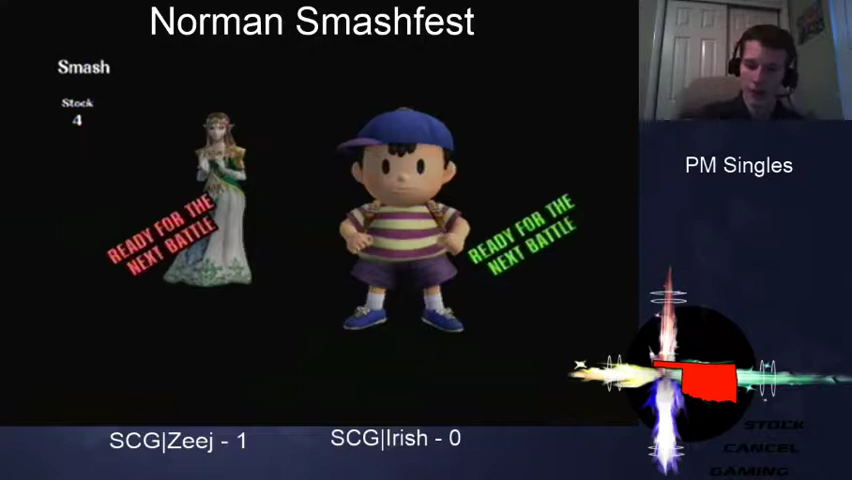 Norman Smashfest
Smash
Stock
4
READY FOR THE
NEXT BATTLE
READY FOR THE
NEXT BATTLE
PM Singles
SCG|Zeej - 1
SCG|Irish - 0
STOCK
CANCEL
GAMING